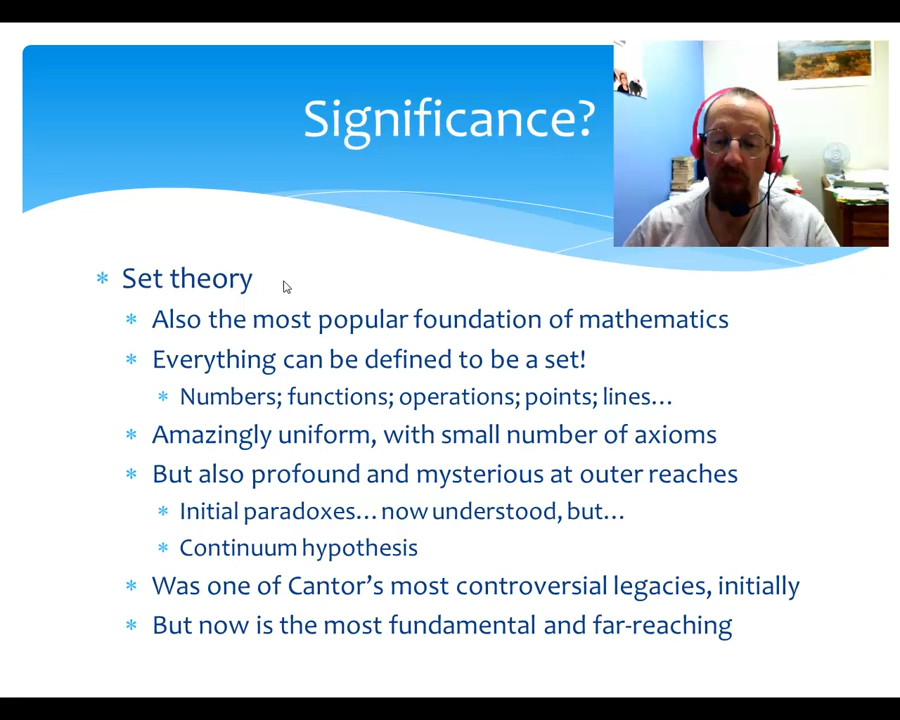 Significance?
* Set theory
* Also the most popular foundation of mathematics
* Everything can be defined to be a set!
* Numbers; functions; operations; points; lines…
* Amazingly uniform, with small number of axioms
* But also profound and mysterious at outer reaches
* Initial paradoxes… now understood, but…
* Continuum hypothesis
* Was one of Cantor’s most controversial legacies, initially
* But now is the most fundamental and far-reaching